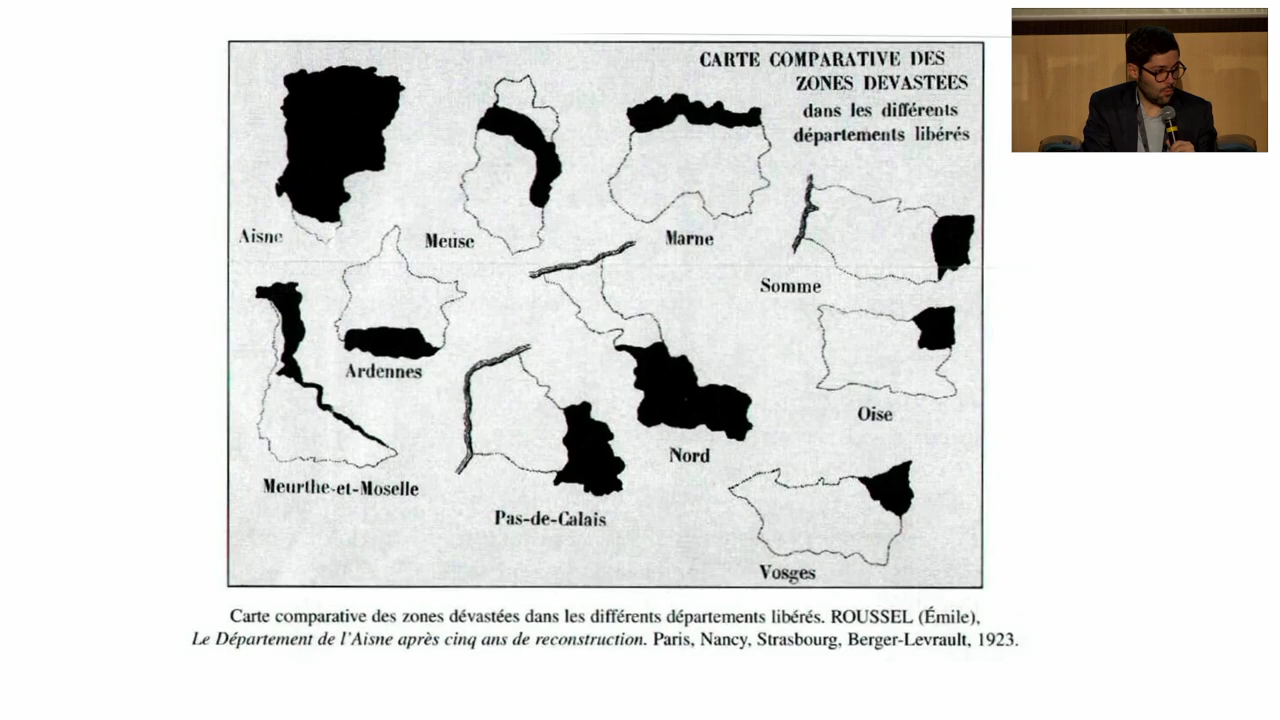 CARTE COMPARATIVE DES
ZONES DEVASTEES
dans les différents
départements libérés
Aisne
Meuse
Marne
Somme
Ardennes
Oise
Meurthe-et-Moselle
Nord
Pas-de-Calais
Vosges
Carte comparative des zones dévastées dans les différents départements libérés. ROUSSEL (Émile),
Le Département de l'Aisne après cinq ans de reconstruction. Paris, Nancy, Strasbourg, Berger-Levrault, 1923.